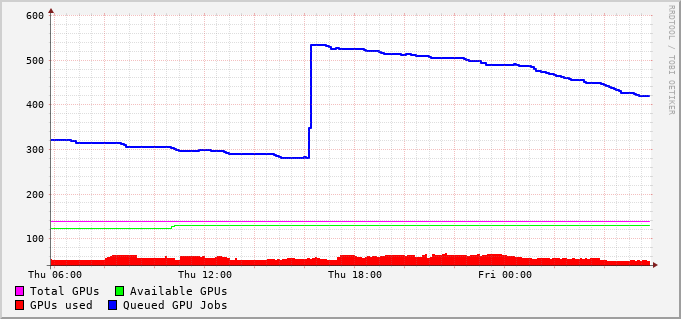 600
500
400
300
200
100
Thu 06:00 Thu 12:00 Thu 18:00 Fri 00:00
Total GPUs Available GPUs
GPUs used Queued GPU Jobs
RRDTOOL / TOBI OETIKER